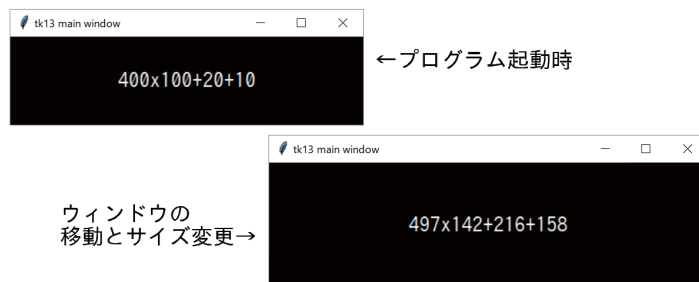 tk13 main window
400x100+20+10
←プログラム起動時
tk13 main window
497x142+216+158
ウィンドウの
移動とサイズ変更→